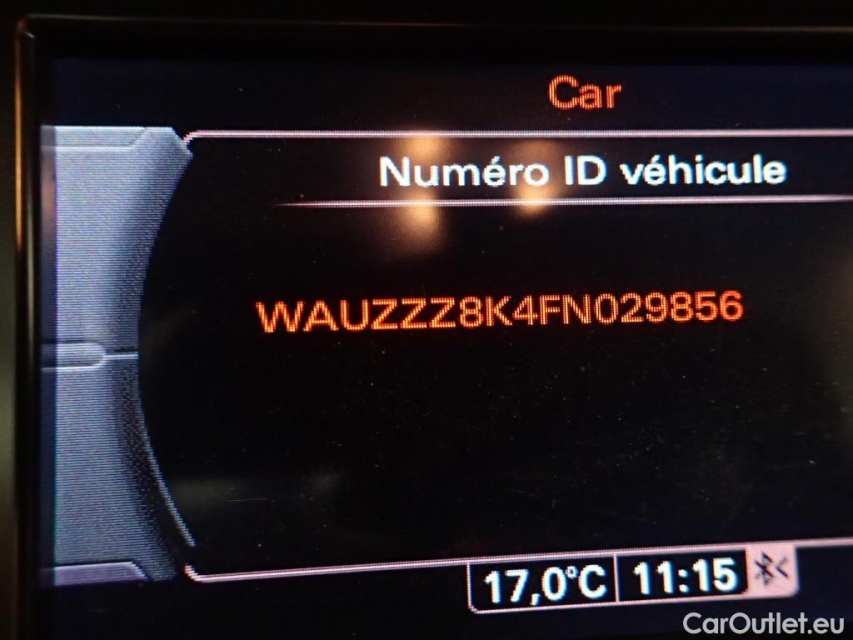 Car
Numéro ID véhicule
WAUZZZ8K4FN029856
17,0°C 11:15
CarOutlet.eu